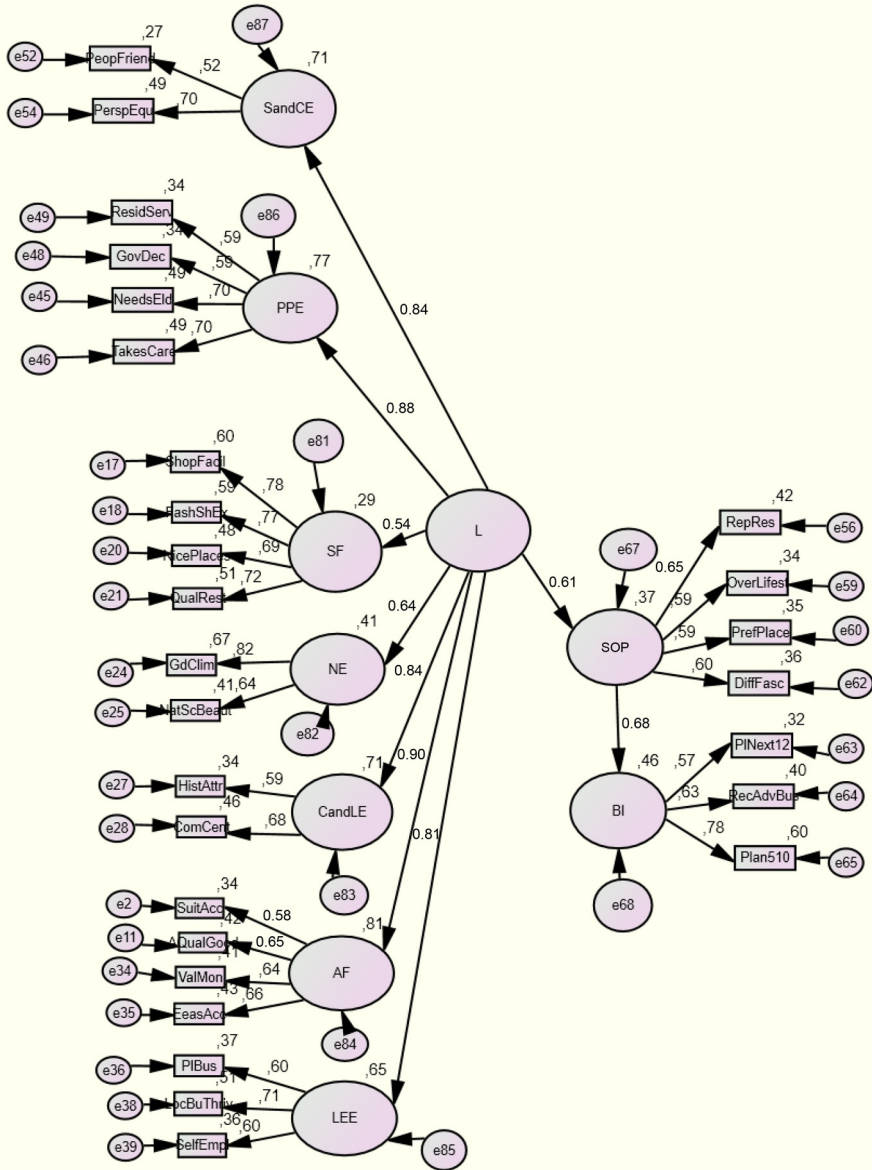 e87
,27
e52
PeopFriend
,52
,71
SandCE
,49
e54
PerspEqu
,70
,34
e49
ResidServ
e86
,59
,34
e48
GovDec
,59
,77
PPE
,49
e45
NeedsEld
,70
,49
,70
e46
TakesCare
0.84
0.88
,60
e81
e17
ShopFacil
,78
,59
e18
FashShEx
,77
,29
SF
0.54
L
,48
e20
NicePlaces
,69
,51
,72
e21
QualRest
,42
RepRes
e56
e67
0.65
0.61
,34
OverLifest
e59
,37
,59
SOP
,35
PrefPlace
e60
,59
,36
DiffFasc
e62
,60
0.64
,41
,67
GdClim
,82
e24
NE
0.84
,41
,64
e25
NatScBeaut
e82
0.68
0.90
,32
PlNext12
e63
,46
,57
BI
,40
RecAdvBus
e64
,63
,78
,60
Plan510
e65
e68
,34
e27
HistAttr
,59
,71
CandLE
,46
e28
ComCent
,68
0.81
e83
,34
e2
SuitAcc
0.58
,81
,42
e11
AQualGood
0.65
AF
,41
e34
ValMon
,64
,43
e35
EeasAcc
,66
e84
,37
e36
PlBus
,60
,65
,51
e38
LocBuThriv
,71
LEE
,36
,60
e39
SelfEmpl
e85